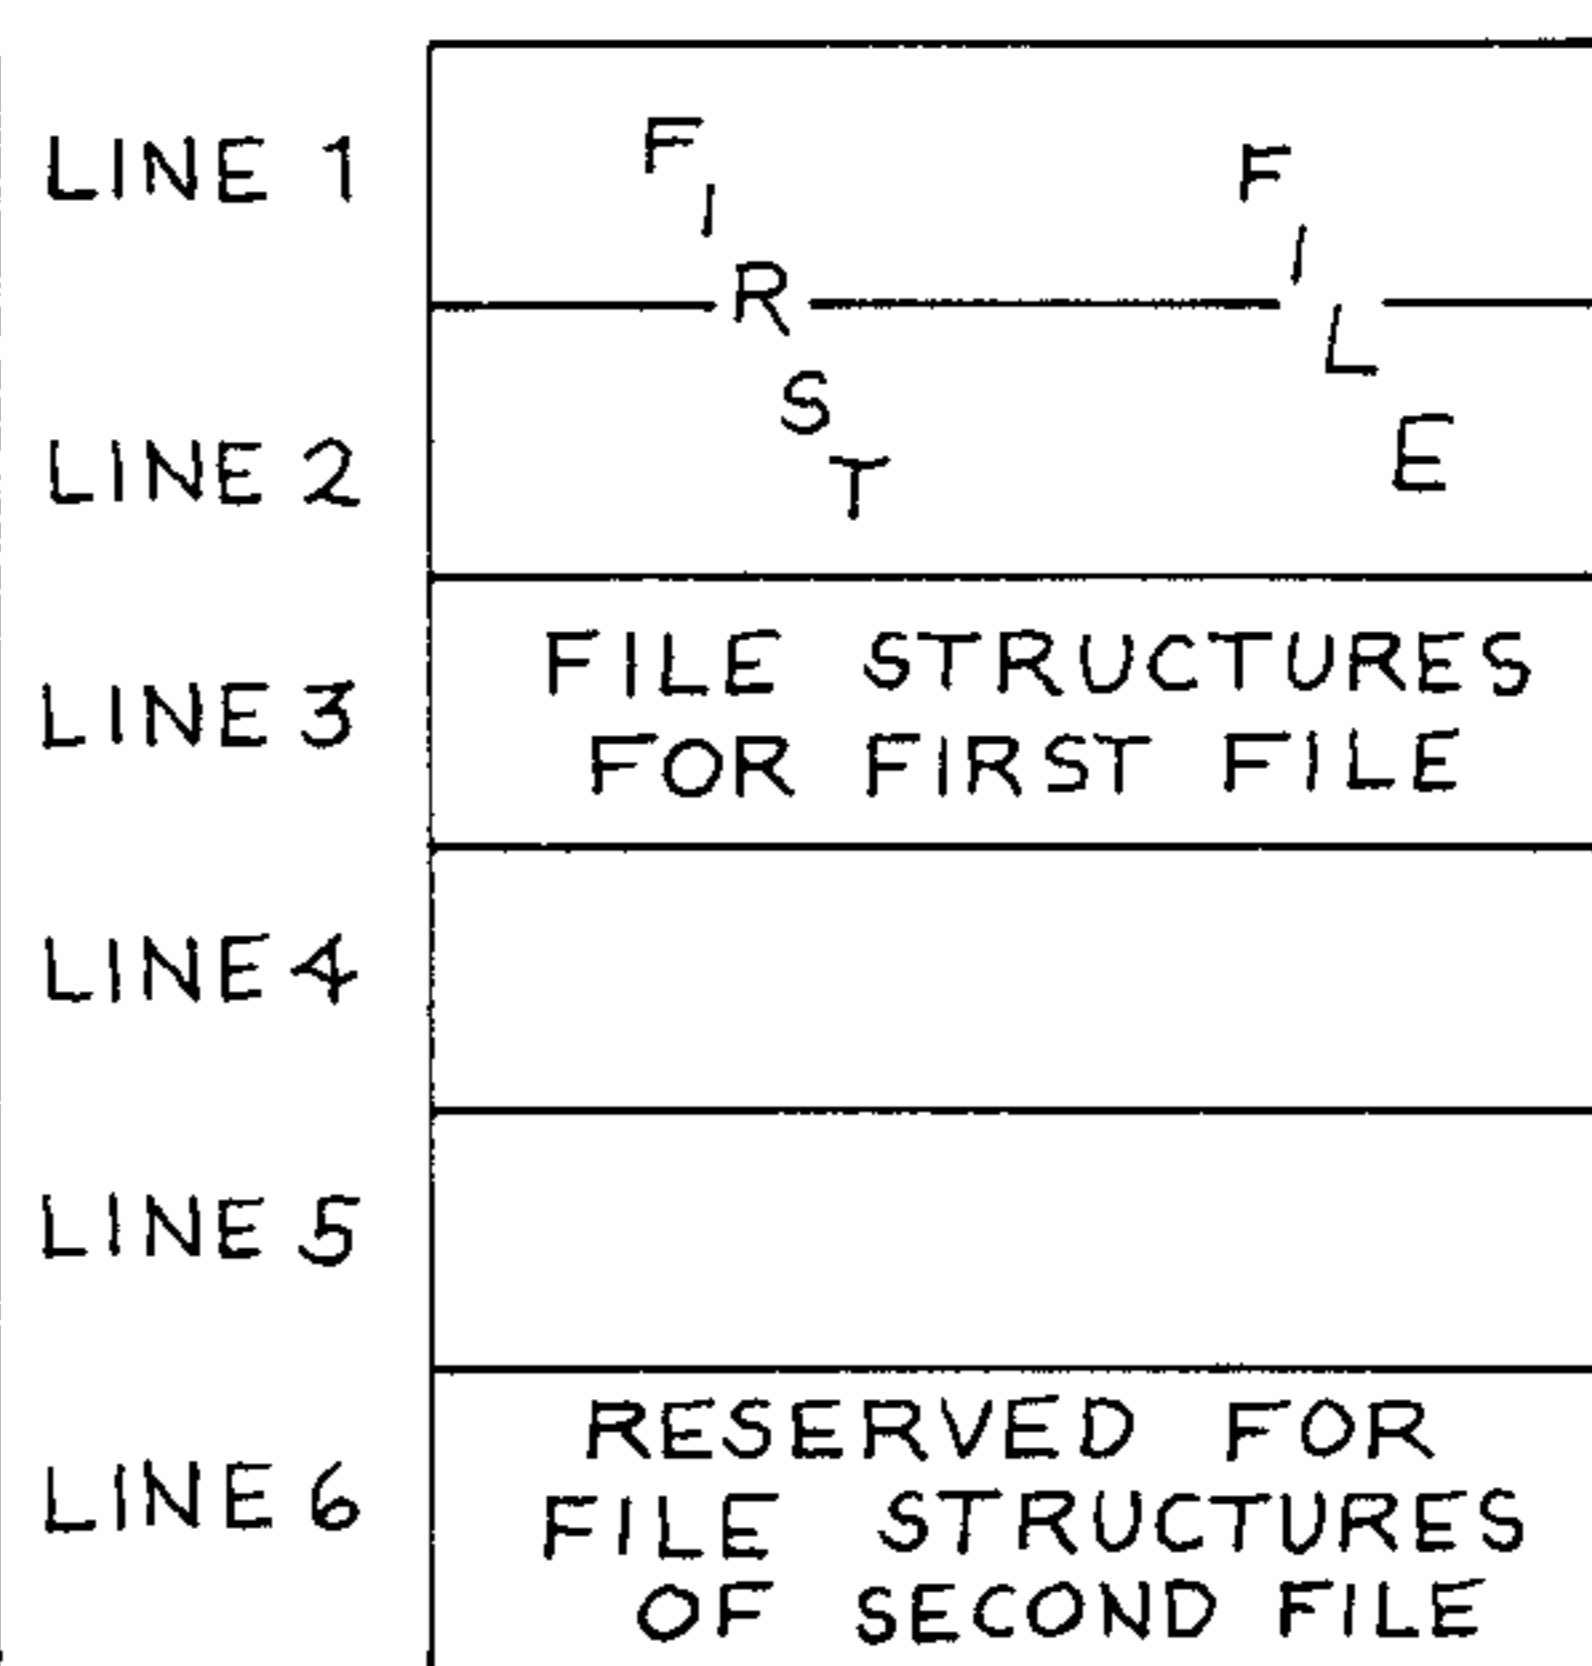 LINE 1
FIRST FILE
LINE 2
LINE 3
FILE STRUCTURES
FOR FIRST FILE
LINE 4
LINE 5
LINE 6
RESERVED FOR
FILE STRUCTURES
OF SECOND FILE